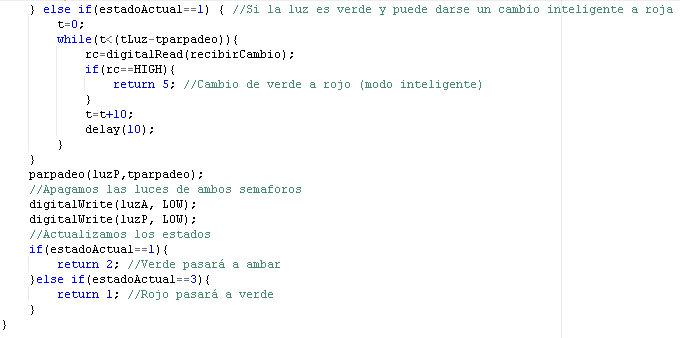 } else if(estadoActual==1) { //Si la luz es verde y puede darse un cambio inteligente a roja
t=0;
while(t<(tLuz-tparpadeo)){
rc=digitalRead(recibirCambio);
if(rc==HIGH){
return 5; //Cambio de verde a rojo (modo inteligente)
}
t=t+10;
delay(10);
}
}
parpadeo(luzP,tparpadeo);
//Apagamos las luces de ambos semaforos
digitalWrite(luzA, LOW);
digitalWrite(luzP, LOW);
//Actualizamos los estados
if(estadoActual==1){
return 2; //Verde pasará a ambar
}else if(estadoActual==3){
return 1; //Rojo pasará a verde
}
}